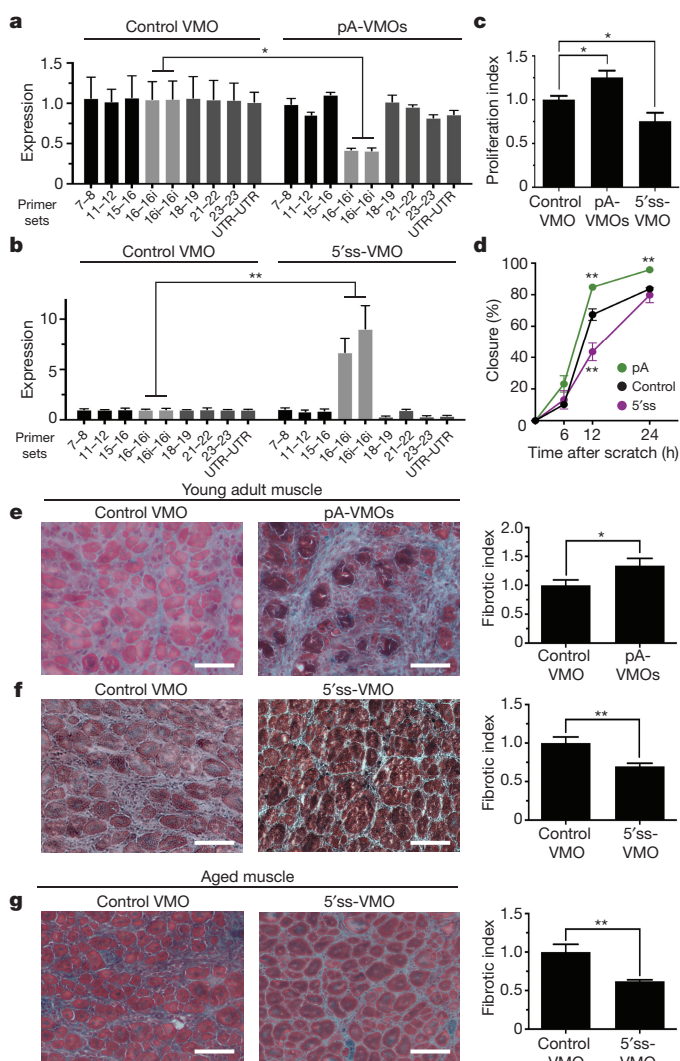 a
Control VMO
pA-VMOs
*
Expression
1.5
1.0
0.5
0
Primer sets
7–8
11–12
15–16
16–16i
16i–16i
18–19
21–22
23–23
UTR–UTR
7–8
11–12
15–16
16–16i
16i–16i
18–19
21–22
23–23
UTR–UTR
b
Control VMO
5′ss-VMO
**
Expression
10
5
0
Primer sets
7–8
11–12
15–16
16–16i
16i–16i
18–19
21–22
23–23
UTR–UTR
7–8
11–12
15–16
16–16i
16i–16i
18–19
21–22
23–23
UTR–UTR
c
*
*
Proliferation index
1.5
1.0
0.5
0
Control VMO
pA-VMOs
5′ss-VMO
d
Closure (%)
100
80
60
40
20
0
**
**
**
pA
Control
5′ss
6
12
24
Time after scratch (h)
Young adult muscle
e
Control VMO
pA-VMOs
Fibrotic index
2.0
1.5
1.0
0.5
0
*
Control VMO
pA-VMOs
f
Control VMO
5′ss-VMO
Fibrotic index
1.5
1.0
0.5
0
**
Control VMO
5′ss-VMO
Aged muscle
g
Control VMO
5′ss-VMO
Fibrotic index
1.5
1.0
0.5
0
**
Control VMO
5′ss-VMO